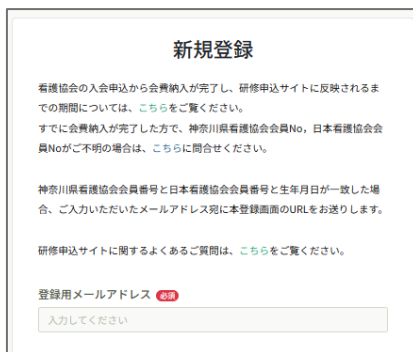 新規登録
看護協会の入会申込から会費納入が完了し、研修申込サイトに反映されるま
での期間については、こちらをご覧ください。
すでに会費納入が完了した方で、神奈川県看護協会会員No，日本看護協会会
員Noがご不明の場合は、こちらに問合せください。
神奈川県看護協会会員番号と日本看護協会会員番号と生年月日が一致した場
合、ご入力いただいたメールアドレス宛に本登録画面のURLをお送りします。
研修申込サイトに関するよくあるご質問は、こちらをご覧ください。
登録用メールアドレス 必須
入力してください